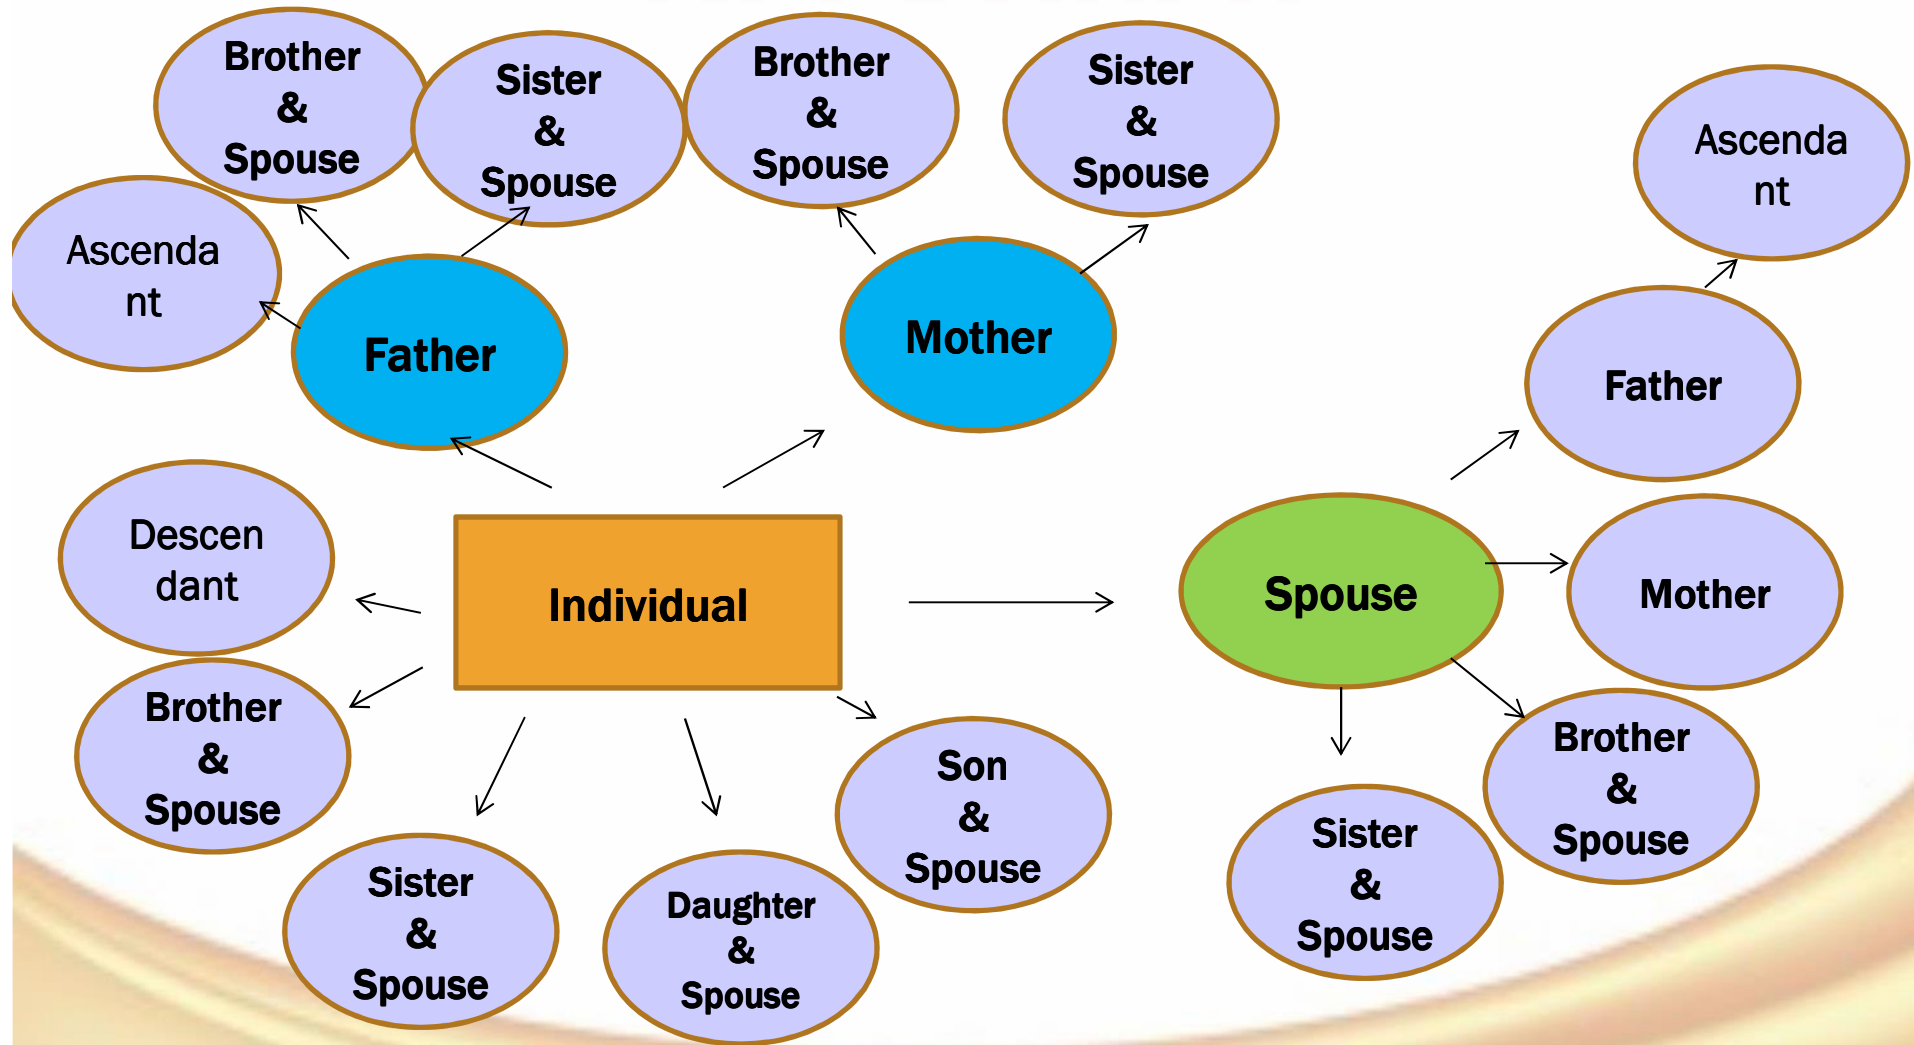 Brother
&
Spouse
Sister
&
Spouse
Brother
&
Spouse
Sister
&
Spouse
Ascenda
nt
Ascenda
nt
Father
Mother
Father
Descen
dant
Individual
Spouse
Mother
Brother
&
Spouse
Son
&
Spouse
Brother
&
Spouse
Sister
&
Spouse
Daughter
&
Spouse
Sister
&
Spouse